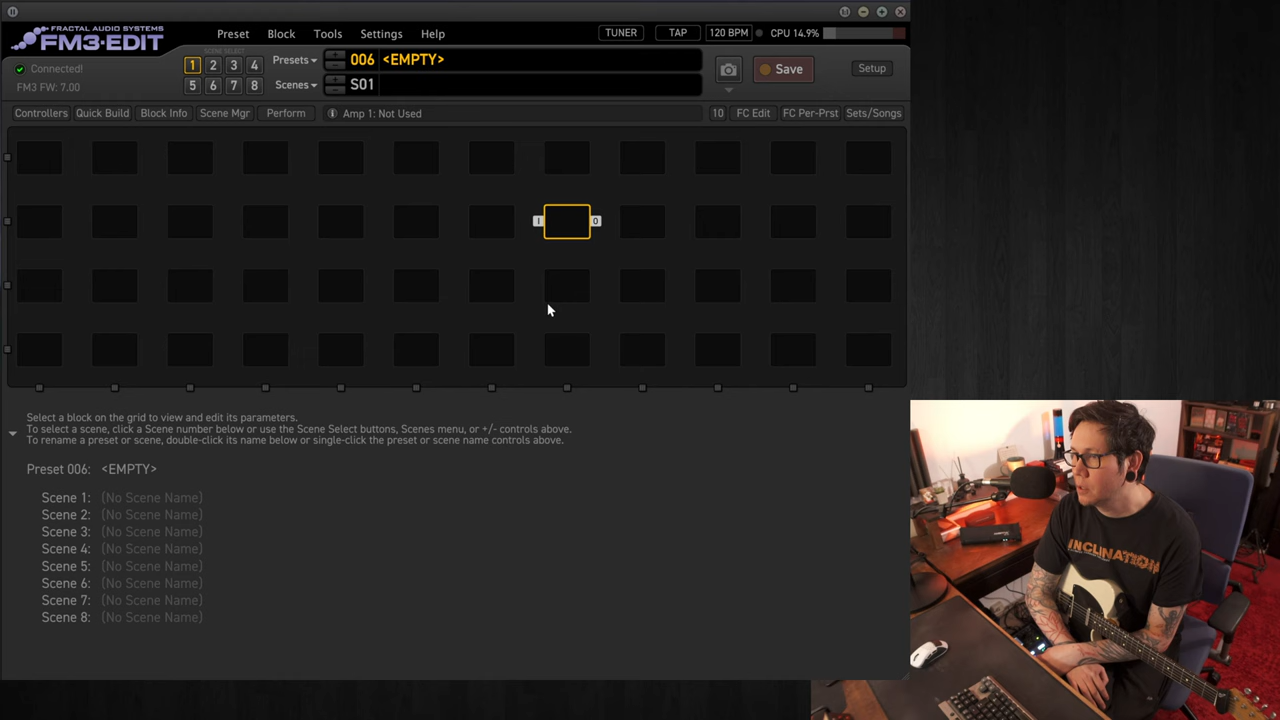 FRACTAL AUDIO SYSTEMS
FM3-EDIT
Preset Block Tools Settings Help
TUNER TAP 120 BPM CPU 14.9%
Connected!
FM3 FW: 7.00
SCENE SELECT
1 2 3 4
5 6 7 8
Presets 006 <EMPTY>
Scenes S01
Save
Setup
Controllers Quick Build Block Info Scene Mgr Perform Amp 1: Not Used 10 FC Edit FC Per-Prst Sets/Songs
I O
Select a block on the grid to view and edit its parameters.
To select a scene, click a Scene number below or use the Scene Select buttons, Scenes menu, or +/- controls above.
To rename a preset or scene, double-click its name below or single-click the preset or scene name controls above.
Preset 006: <EMPTY>
Scene 1: (No Scene Name)
Scene 2: (No Scene Name)
Scene 3: (No Scene Name)
Scene 4: (No Scene Name)
Scene 5: (No Scene Name)
Scene 6: (No Scene Name)
Scene 7: (No Scene Name)
Scene 8: (No Scene Name)
INCLINATION